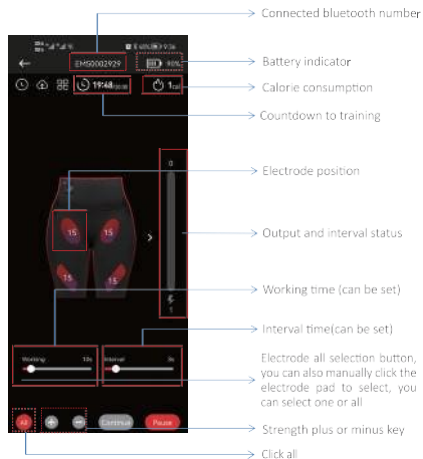 Connected bluetooth number
EMS0002929
90%
Battery indicator
19:48
1cal
Calorie consumption
Countdown to training
0
Electrode position
15 15
Output and interval status
15 15
1
Working time (can be set)
Interval time(can be set)
Working 10s Interval 3s
Electrode all selection button,
you can also manually click the
electrode pad to select, you
can select one or all
All + − Continue Pause
Strength plus or minus key
Click all